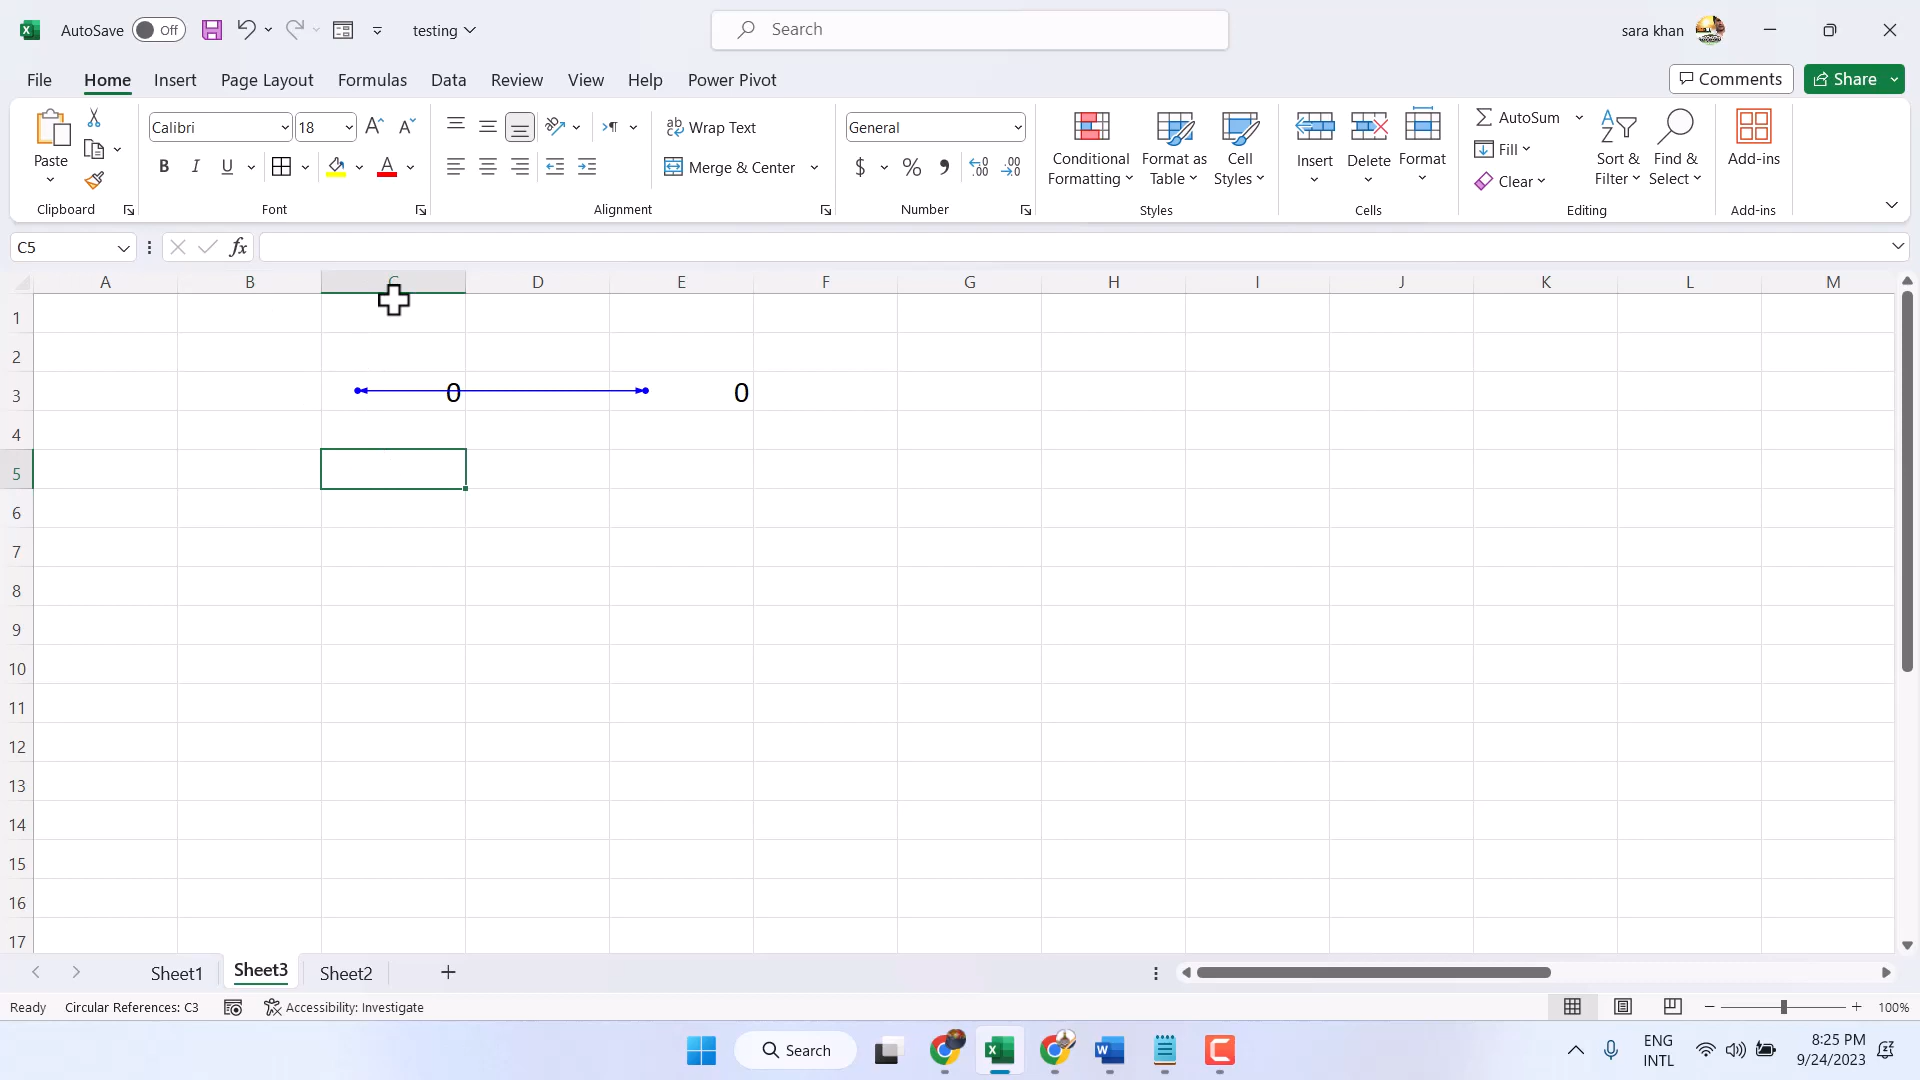 AutoSave Off testing Search sara khan
File Home Insert Page Layout Formulas Data Review View Help Power Pivot Comments Share
Paste
Clipboard
Calibri 18
B I U A
Font
Wrap Text
Merge & Center
Alignment
General
$ % , .00
Number
Conditional Formatting
Format as Table
Cell Styles
Styles
Insert Delete Format
Cells
AutoSum
Fill
Clear
Sort & Filter
Find & Select
Editing
Add-ins
Add-ins
C5 fx
A B C D E F G H I J K L M
1
2
3 0 0
4
5
6
7
8
9
10
11
12
13
14
15
16
17
Sheet1 Sheet3 Sheet2
Ready Circular References: C3 Accessibility: Investigate 100%
Search
ENG
INTL
8:25 PM
9/24/2023